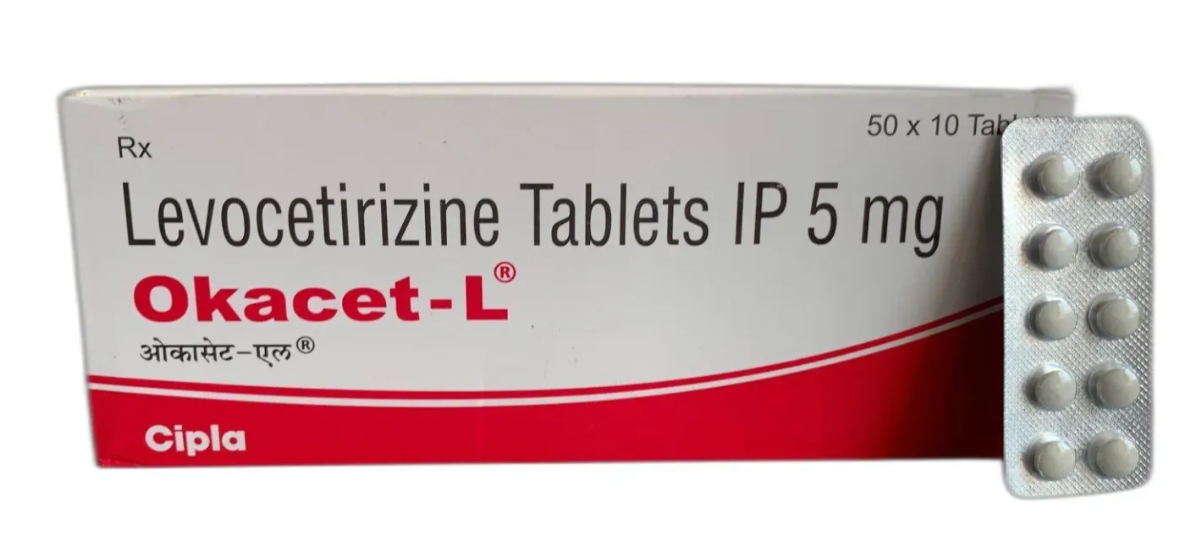 Rx
50 x 10
Levocetirizine Tablets IP 5 mg
Okacet-L®
ओकासेट-एल®
Cipla